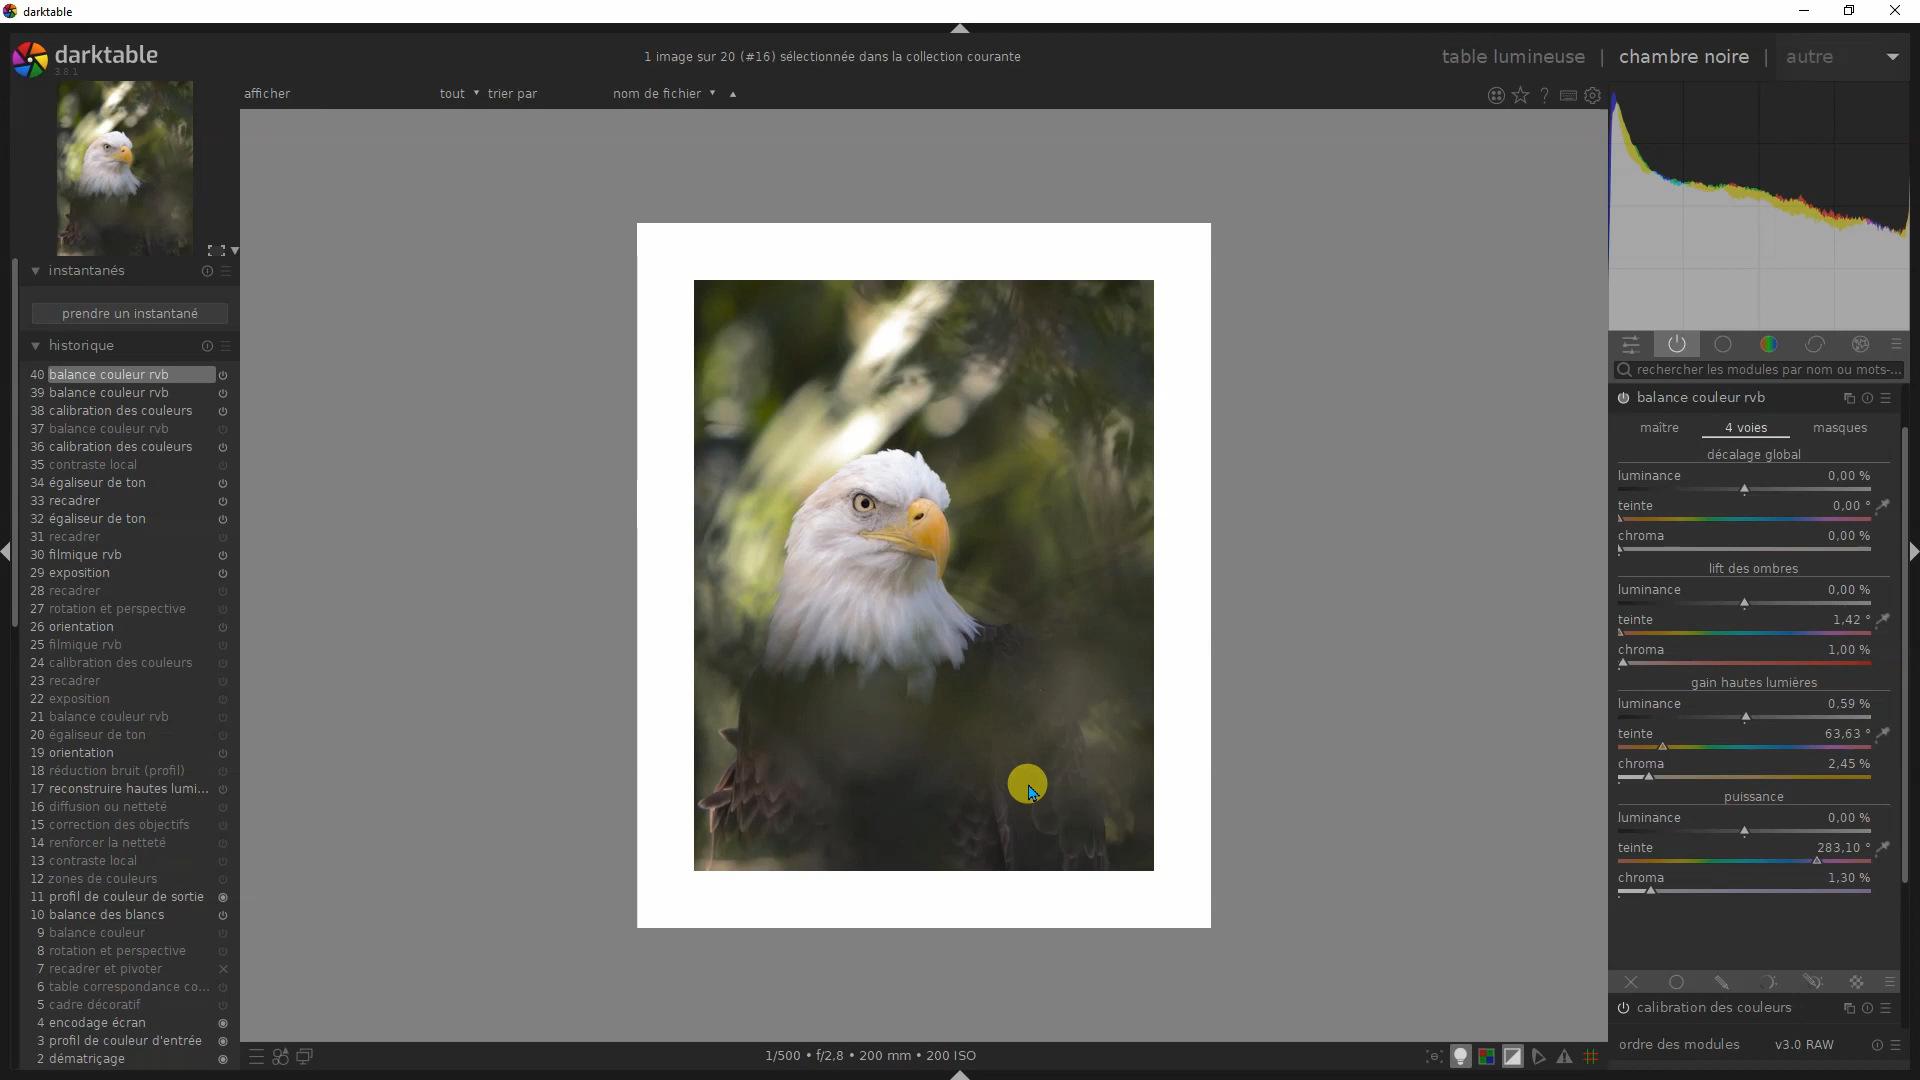 darktable
darktable
3.8.1
1 image sur 20 (#16) sélectionnée dans la collection courante
table lumineuse | chambre noire | autre
afficher tout trier par nom de fichier
instantanés
prendre un instantané
historique
40 balance couleur rvb
39 balance couleur rvb
38 calibration des couleurs
37 balance couleur rvb
36 calibration des couleurs
35 contraste local
34 égaliseur de ton
33 recadrer
32 égaliseur de ton
31 recadrer
30 filmique rvb
29 exposition
28 recadrer
27 rotation et perspective
26 orientation
25 filmique rvb
24 calibration des couleurs
23 recadrer
22 exposition
21 balance couleur rvb
20 égaliseur de ton
19 orientation
18 réduction bruit (profil)
17 reconstruire hautes lumi...
16 diffusion ou netteté
15 correction des objectifs
14 renforcer la netteté
13 contraste local
12 zones de couleurs
11 profil de couleur de sortie
10 balance des blancs
9 balance couleur
8 rotation et perspective
7 recadrer et pivoter
6 table correspondance co...
5 cadre décoratif
4 encodage écran
3 profil de couleur d'entrée
2 dématriçage
1/500 • f/2,8 • 200 mm • 200 ISO
rechercher les modules par nom ou mots-...
balance couleur rvb
maître 4 voies masques
décalage global
luminance 0,00 %
teinte 0,00 °
chroma 0,00 %
lift des ombres
luminance 0,00 %
teinte 1,42 °
chroma 1,00 %
gain hautes lumières
luminance 0,59 %
teinte 63,63 °
chroma 2,45 %
puissance
luminance 0,00 %
teinte 283,10 °
chroma 1,30 %
calibration des couleurs
ordre des modules v3.0 RAW